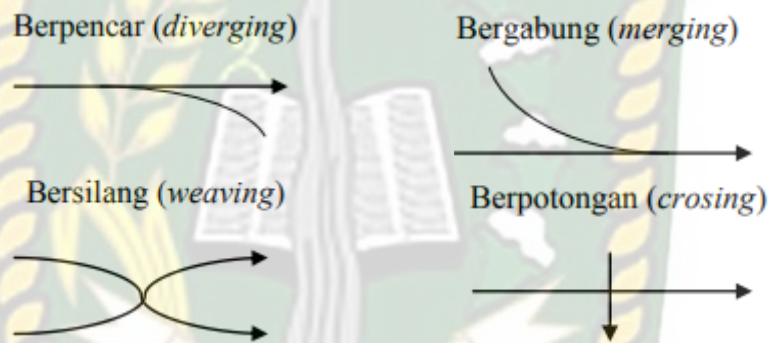 Berpencar (diverging)
Bergabung (merging)
Bersilang (weaving)
Berpotongan (crosing)